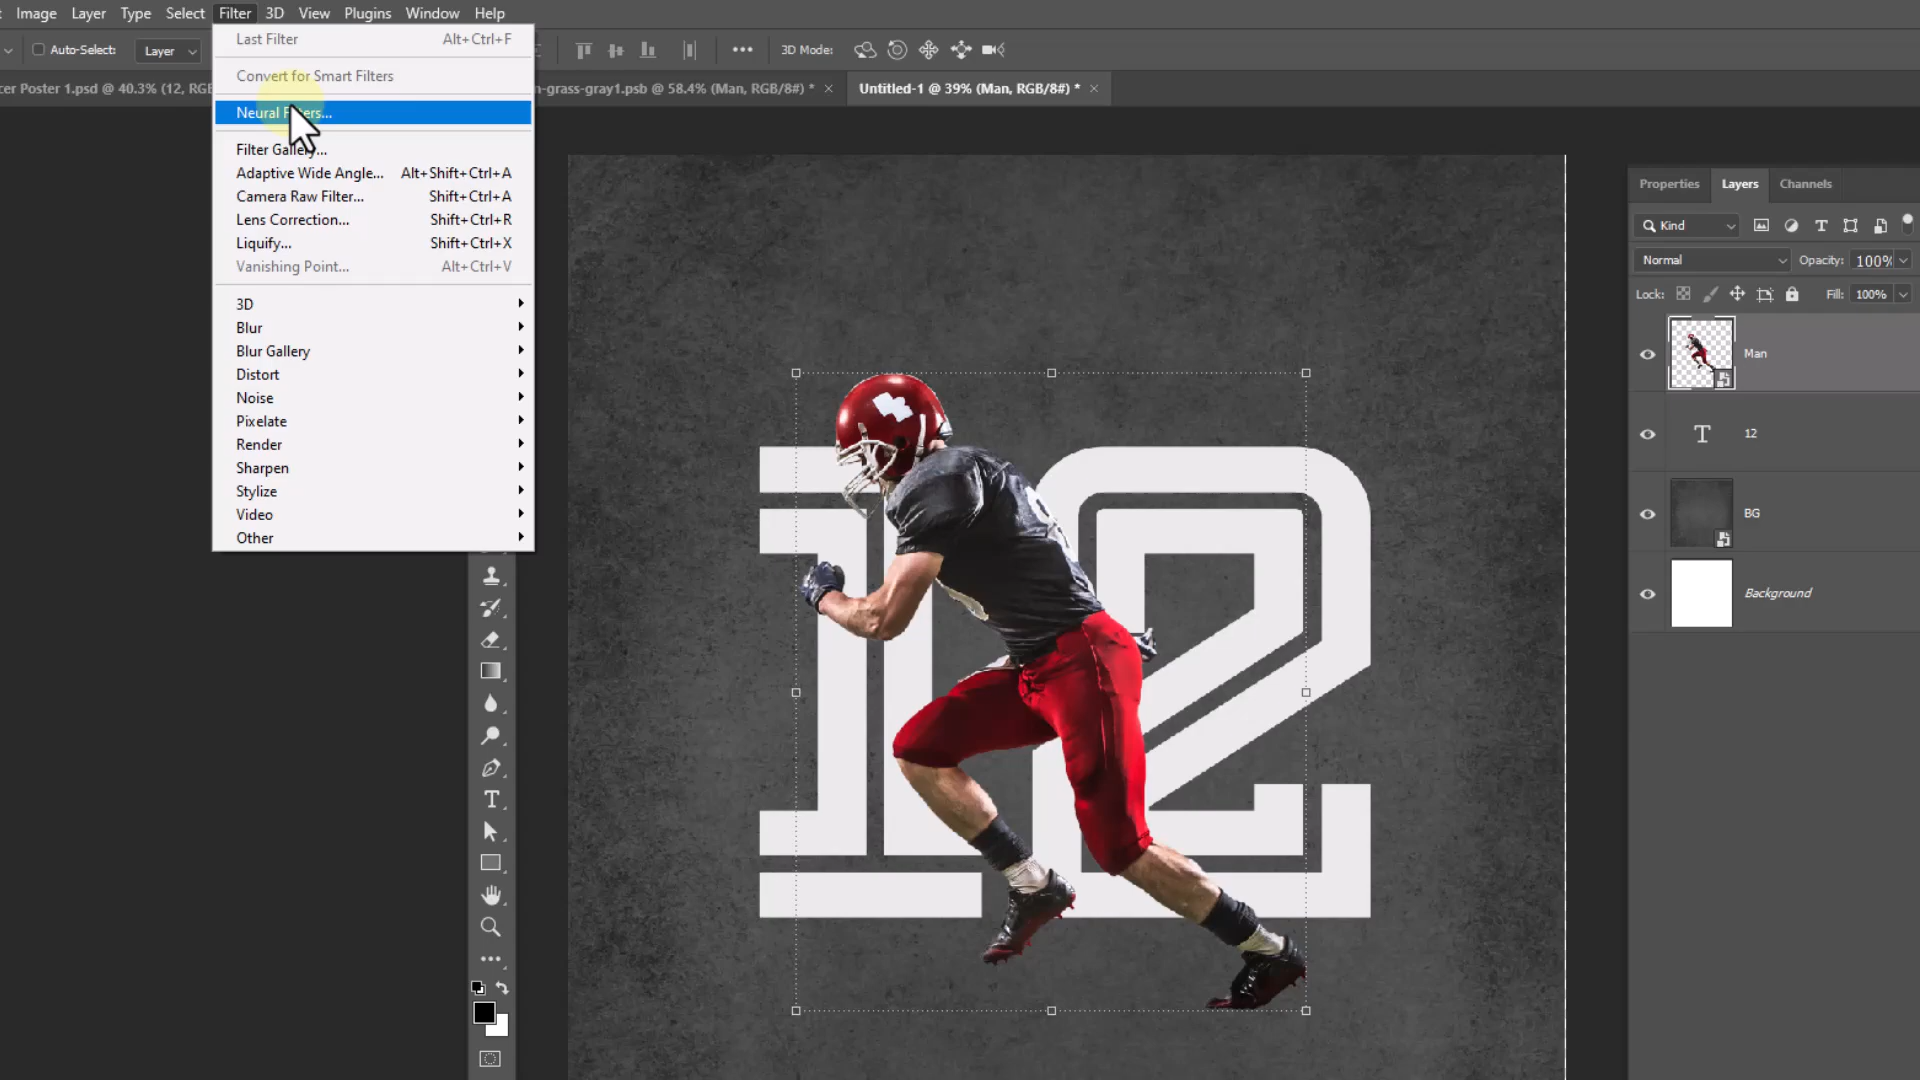 Image Layer Type Select Filter 3D View Plugins Window Help
Auto-Select: Layer ••• 3D Mode:
cer Poster 1.psd @ 40.3% (12, RGB
n-grass-gray1.psb @ 58.4% (Man, RGB/8#) * ×
Untitled-1 @ 39% (Man, RGB/8#) * ×
Last Filter Alt+Ctrl+F
Convert for Smart Filters
Neural Filters...
Filter Gallery...
Adaptive Wide Angle... Alt+Shift+Ctrl+A
Camera Raw Filter... Shift+Ctrl+A
Lens Correction... Shift+Ctrl+R
Liquify... Shift+Ctrl+X
Vanishing Point... Alt+Ctrl+V
3D
Blur
Blur Gallery
Distort
Noise
Pixelate
Render
Sharpen
Stylize
Video
Other
12
Properties Layers Channels
Kind
Normal Opacity: 100%
Lock: Fill: 100%
Man
T 12
BG
Background